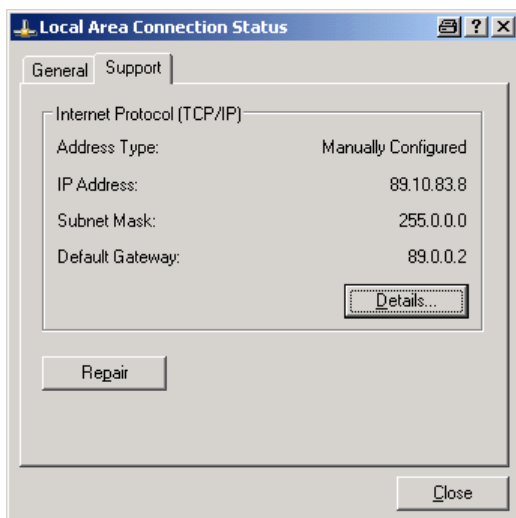 Local Area Connection Status
General Support
Internet Protocol (TCP/IP)
Address Type: Manually Configured
IP Address: 89.10.83.8
Subnet Mask: 255.0.0.0
Default Gateway: 89.0.0.2
Details...
Repair
Close